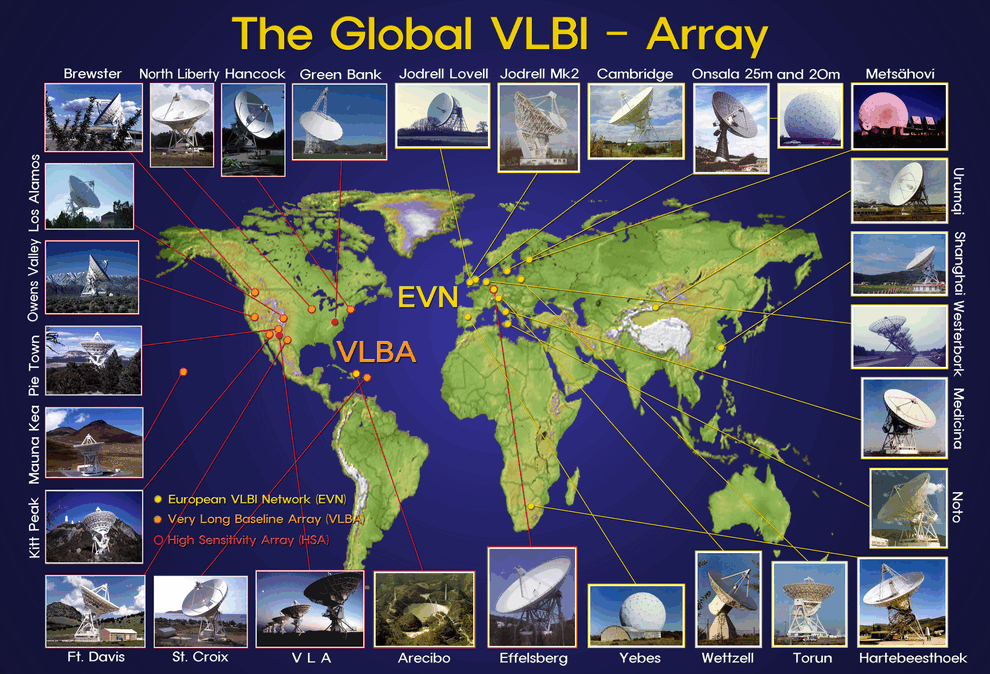 The Global VLBI - Array
Brewster
North Liberty
Hancock
Green Bank
Jodrell Lovell
Jodrell Mk2
Cambridge
Onsala 25m and 20m
Metsähovi
Los Alamos
Owens Valley
Pie Town
Mauna Kea
Kitt Peak
Urumqi
Shanghai
Westerbork
Medicina
Noto
EVN
VLBA
European VLBI Network (EVN)
Very Long Baseline Array (VLBA)
High Sensitivity Array (HSA)
Ft. Davis
St. Croix
V L A
Arecibo
Effelsberg
Yebes
Wettzell
Torun
Hartebeesthoek